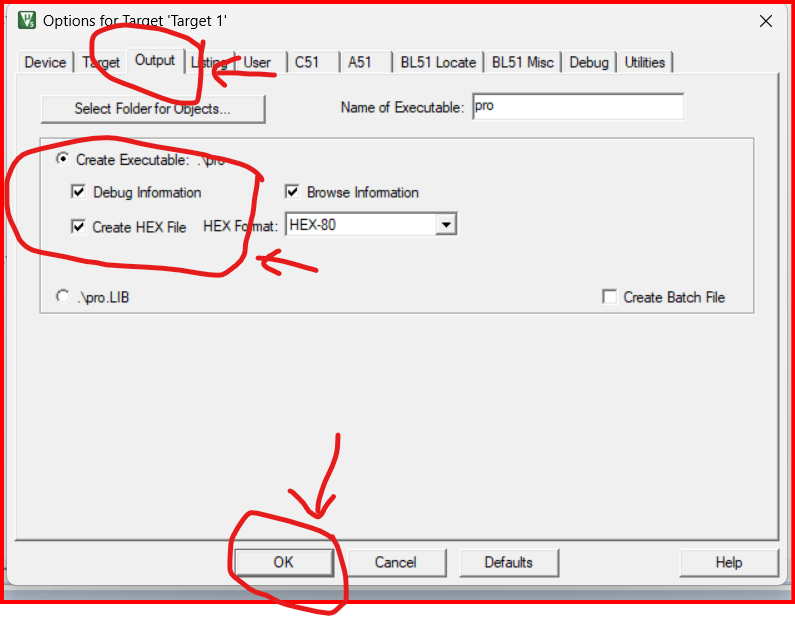 Options for Target 'Target 1'
Device Target Output Listing User C51 A51 BL51 Locate BL51 Misc Debug Utilities
Select Folder for Objects... Name of Executable: pro
Create Executable: .\pro
Debug Information Browse Information
Create HEX File HEX Format: HEX-80
.\pro.LIB Create Batch File
OK Cancel Defaults Help